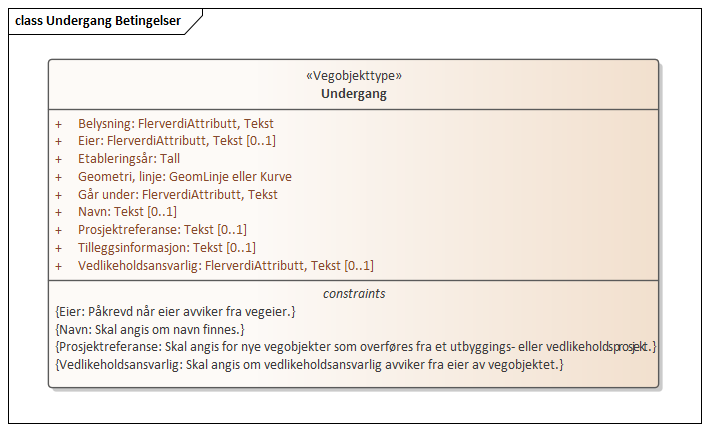 class Undergang Betingelser
«Vegobjekttype»
Undergang
+ Belysning: FlerverdiAttributt, Tekst
+ Eier: FlerverdiAttributt, Tekst [0..1]
+ Etableringsår: Tall
+ Geometri, linje: GeomLinje eller Kurve
+ Går under: FlerverdiAttributt, Tekst
+ Navn: Tekst [0..1]
+ Prosjektreferanse: Tekst [0..1]
+ Tilleggsinformasjon: Tekst [0..1]
+ Vedlikeholdsansvarlig: FlerverdiAttributt, Tekst [0..1]
constraints
{Eier: Påkrevd når eier avviker fra vegeier.}
{Navn: Skal angis om navn finnes.}
{Prosjektreferanse: Skal angis for nye vegobjekter som overføres fra et utbyggings- eller vedlikeholdsprosjekt.}
{Vedlikeholdsansvarlig: Skal angis om vedlikeholdsansvarlig avviker fra eier av vegobjektet.}